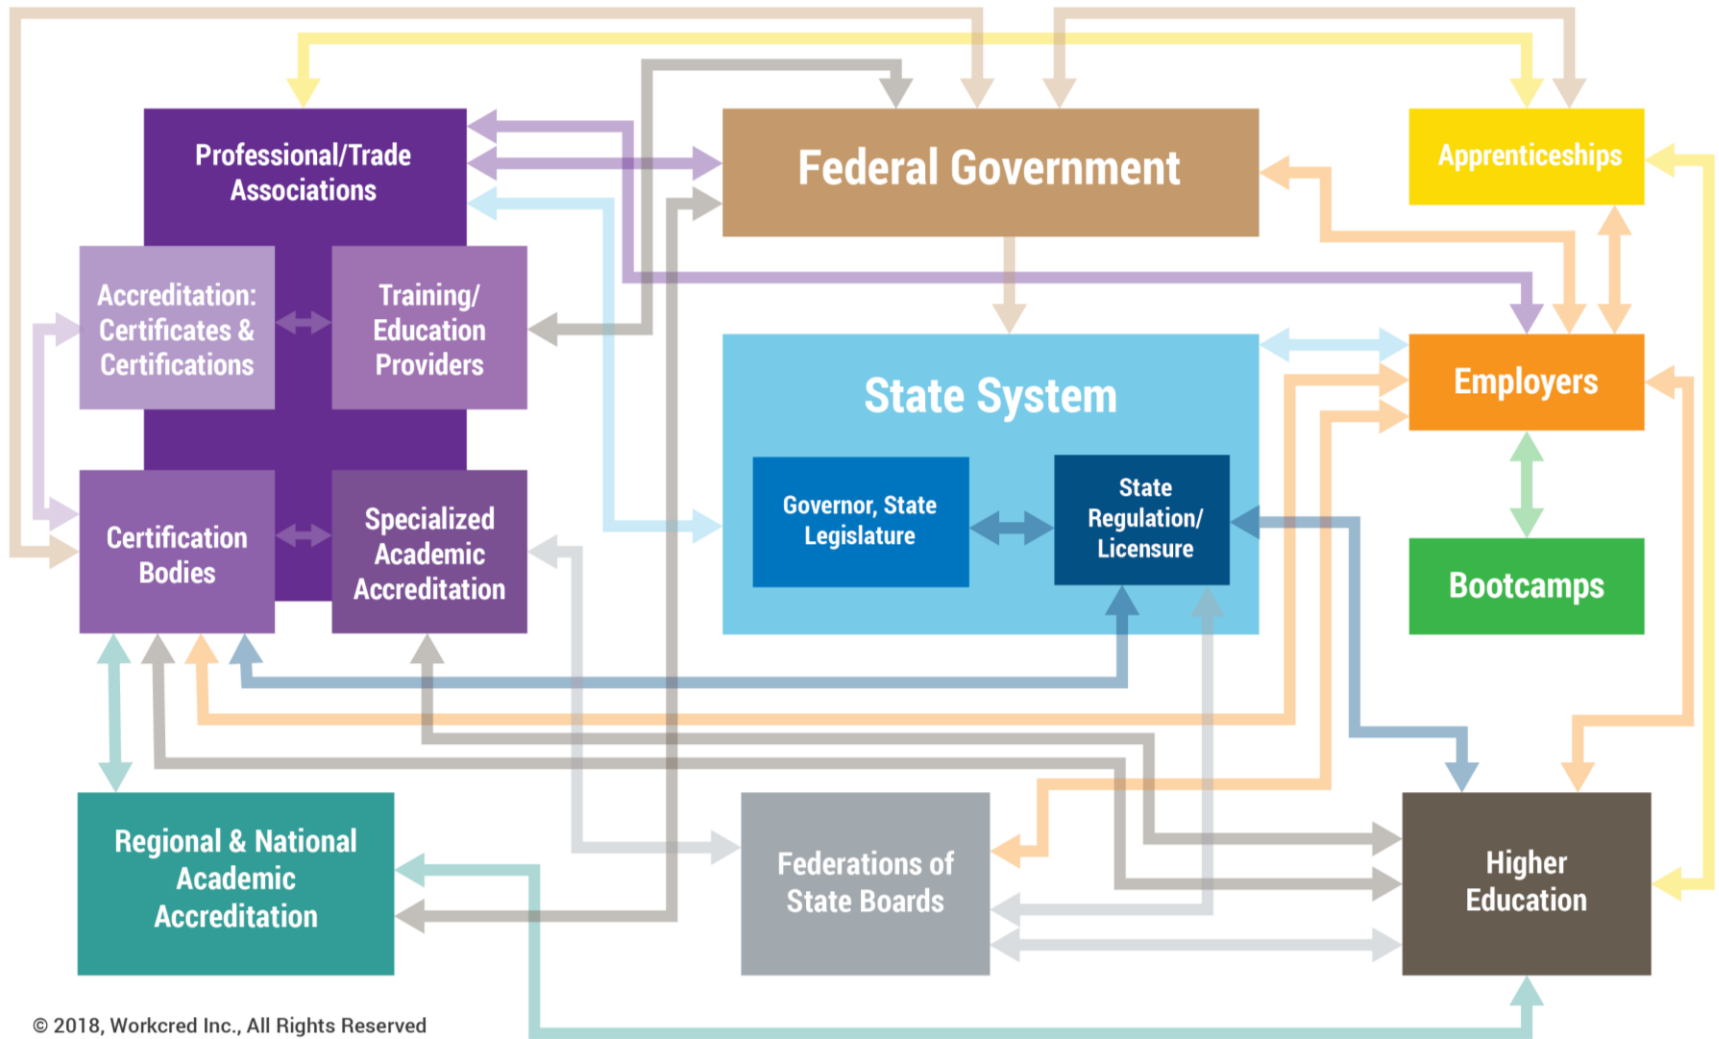 Professional/Trade
Associations
Federal Government
Apprenticeships
Accreditation:
Certificates &
Certifications
Training/
Education
Providers
State System
Employers
Governor, State
Legislature
State
Regulation/
Licensure
Certification
Bodies
Specialized
Academic
Accreditation
Bootcamps
Regional & National
Academic
Accreditation
Federations of
State Boards
Higher
Education
© 2018, Workcred Inc., All Rights Reserved